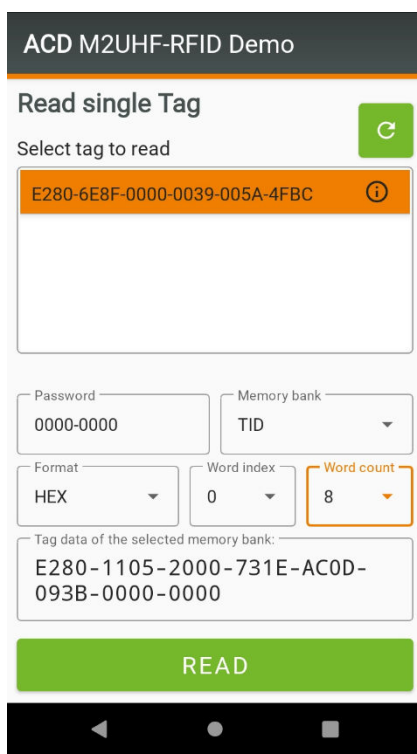 ACD M2UHF-RFID Demo
Read single Tag
Select tag to read
E280-6E8F-0000-0039-005A-4FBC
Password
0000-0000
Memory bank
TID
Format
HEX
Word index
0
Word count
8
Tag data of the selected memory bank:
E280-1105-2000-731E-AC0D-
093B-0000-0000
READ